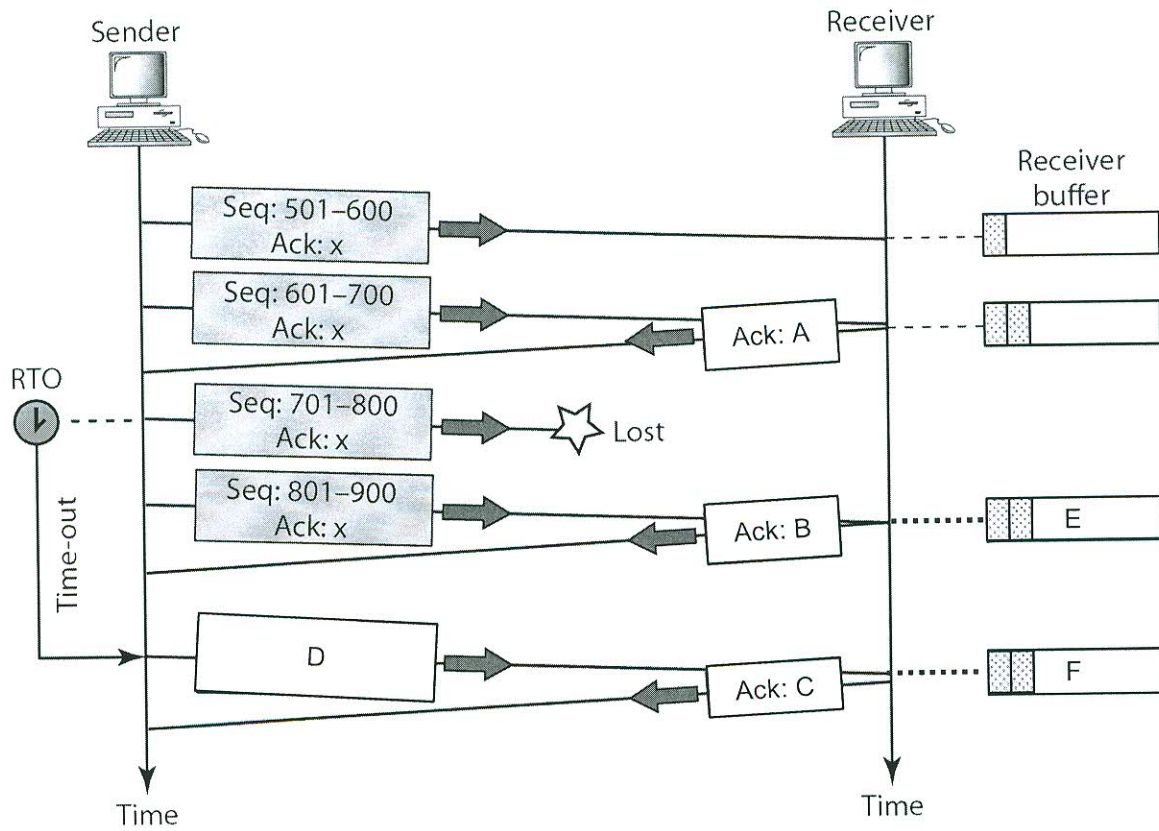 Sender
Receiver
Receiver
buffer
Seq: 501–600
Ack: x
Seq: 601–700
Ack: x
Ack: A
RTO
Seq: 701–800
Ack: x
Lost
Time-out
Seq: 801–900
Ack: x
Ack: B
E
D
Ack: C
F
Time
Time